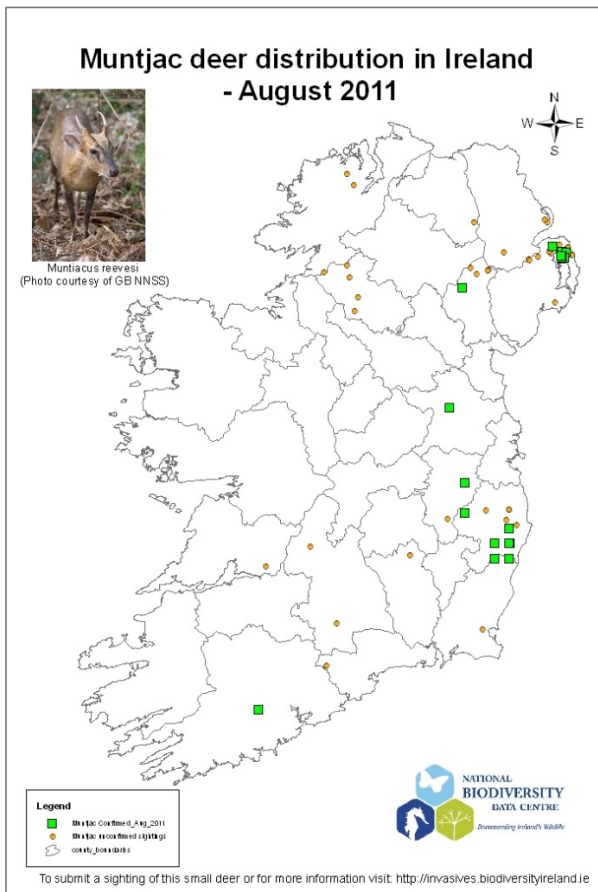 Muntjac deer distribution in Ireland
- August 2011
N
W E
S
Muntiacus reevesi
(Photo courtesy of GB NNSS)
Legend
Muntjac Confirmed_Aug_2011
Muntjac unconfirmed sightings
county_boundaries
NATIONAL
BIODIVERSITY
DATA CENTRE
Documenting Ireland's Wildlife
To submit a sighting of this small deer or for more information visit: http://invasives.biodiversityireland.ie